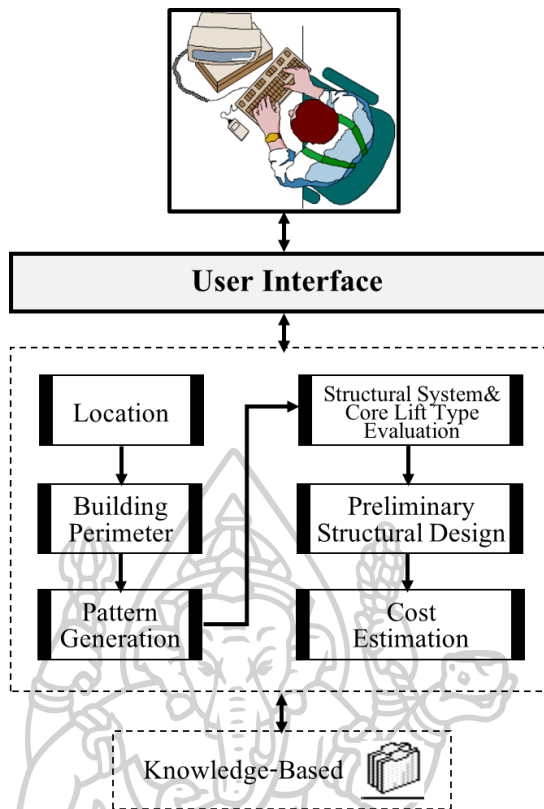 User Interface
Location
Building
Perimeter
Pattern
Generation
Structural System&
Core Lift Type
Evaluation
Preliminary
Structural Design
Cost
Estimation
Knowledge-Based